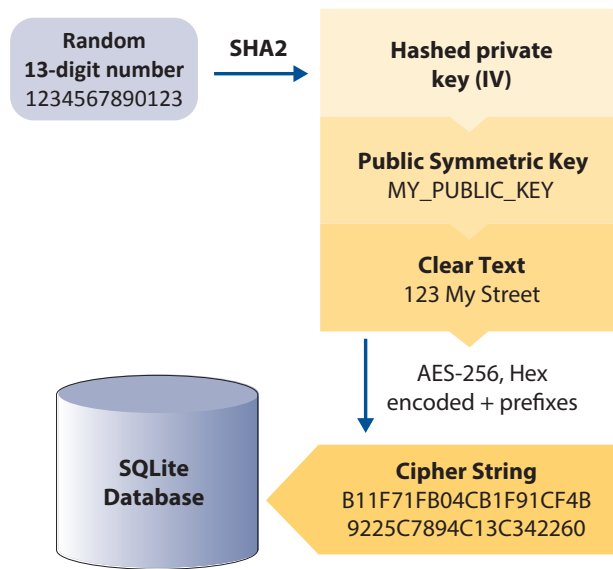 Random
13-digit number
1234567890123
SHA2
Hashed private
key (IV)
Public Symmetric Key
MY_PUBLIC_KEY
Clear Text
123 My Street
AES-256, Hex
encoded + prefixes
Cipher String
B11F71FB04CB1F91CF4B
9225C7894C13C342260
SQLite
Database